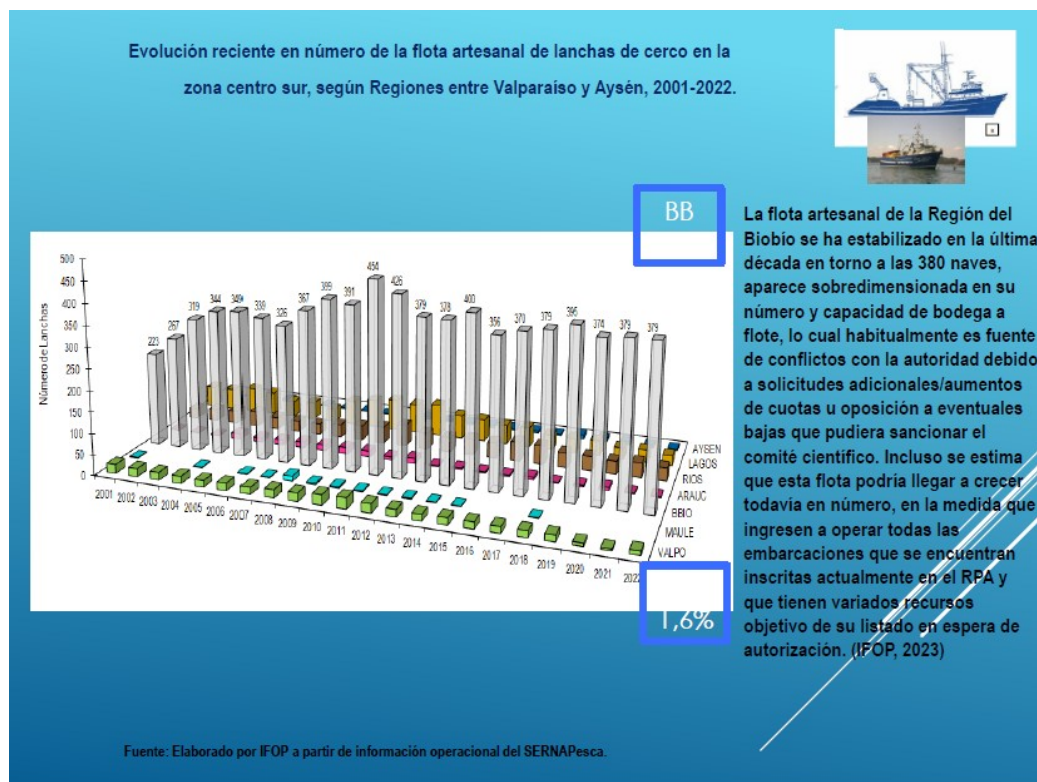 Evolución reciente en número de la flota artesanal de lanchas de cerco en la
zona centro sur, según Regiones entre Valparaíso y Aysén, 2001-2022.
BB
La flota artesanal de la Región del
Biobío se ha estabilizado en la última
década en torno a las 380 naves,
aparece sobredimensionada en su
número y capacidad de bodega a
flote, lo cual habitualmente es fuente
de conflictos con la autoridad debido
a solicitudes adicionales/aumentos
de cuotas u oposición a eventuales
bajas que pudiera sancionar el
comité científico. Incluso se estima
que esta flota podría llegar a crecer
todavía en número, en la medida que
ingresen a operar todas las
embarcaciones que se encuentran
inscritas actualmente en el RPA y
que tienen variados recursos
objetivo de su listado en espera de
autorización. (IFOP, 2023)
Número de Lanchas
500
450
400
350
300
250
200
150
100
50
0
223
267
319
344
349
339
326
367
399
391
454
426
379
378
400
356
370
379
395
374
379
379
2001
2002
2003
2004
2005
2006
2007
2008
2009
2010
2011
2012
2013
2014
2015
2016
2017
2018
2019
2020
2021
2022
AYSEN
LAGOS
RIOS
ARAUC
BBIO
MAULE
VALPO
1,6%
Fuente: Elaborado por IFOP a partir de información operacional del SERNAPesca.